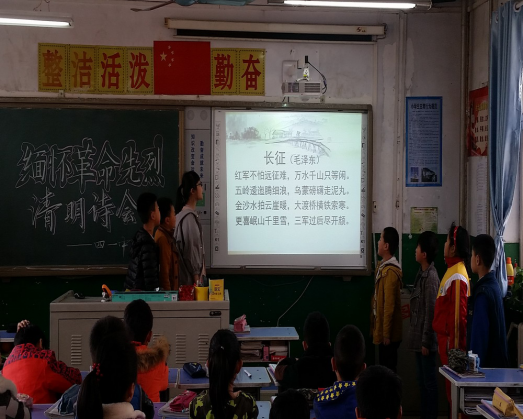 整洁活泼
勤奋
缅怀革命先烈
清明诗会
长征（毛泽东）
红军不怕远征难，万水千山只等闲。
五岭逶迤腾细浪，乌蒙磅礴走泥丸。
金沙水拍云崖暖，大渡桥横铁索寒。
更喜岷山千里雪，三军过后尽开颜。